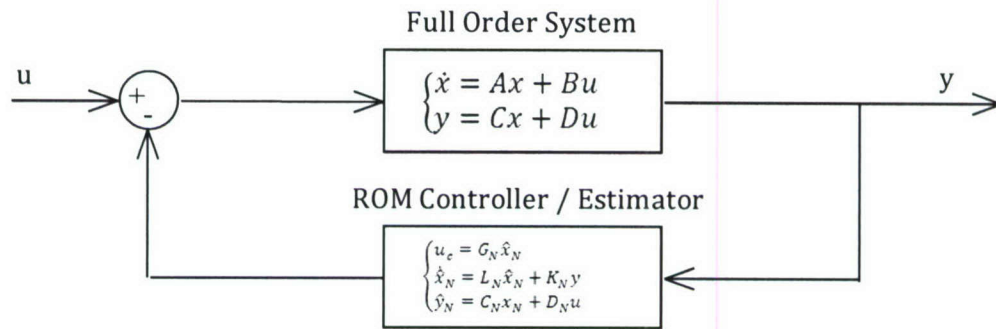 Full Order System
u
+
-
ẋ = Ax + Bu
y = Cx + Du
y
ROM Controller / Estimator
u_c = G_N x̂_N
x̂̇_N = L_N x̂_N + K_N y
ŷ_N = C_N x_N + D_N u